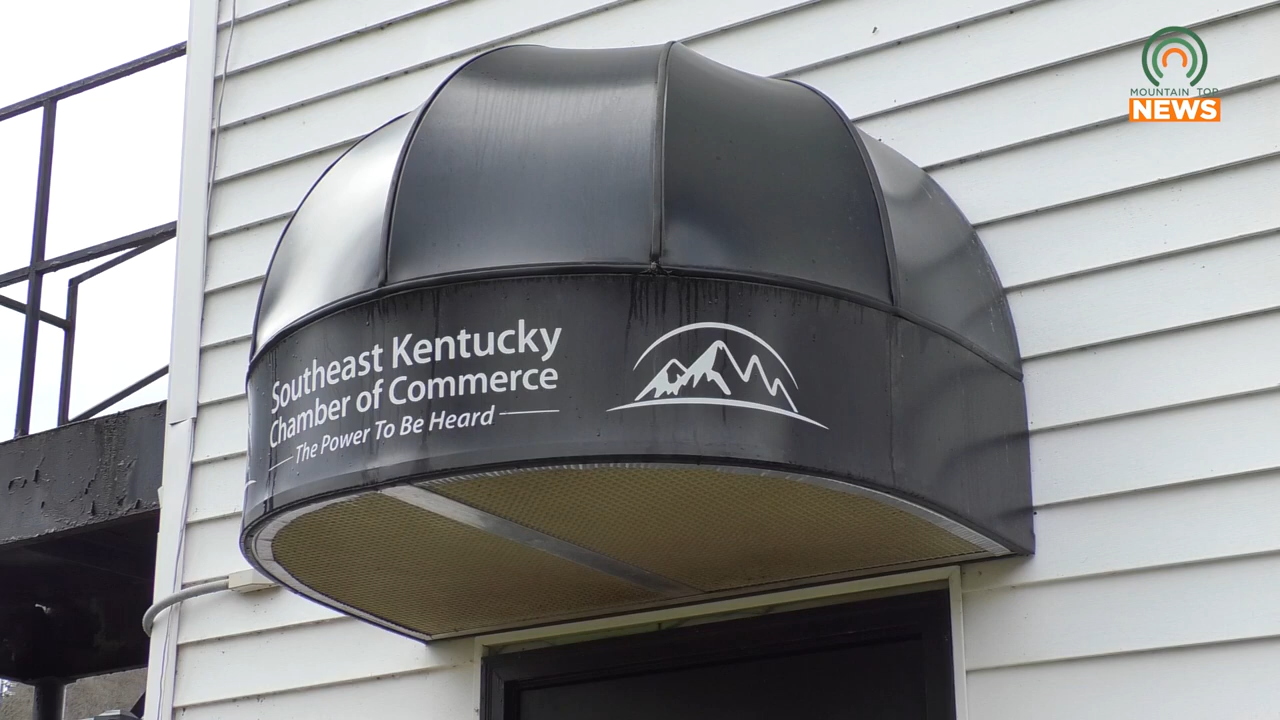 MOUNTAIN TOP
NEWS
Southeast Kentucky
Chamber of Commerce
The Power To Be Heard